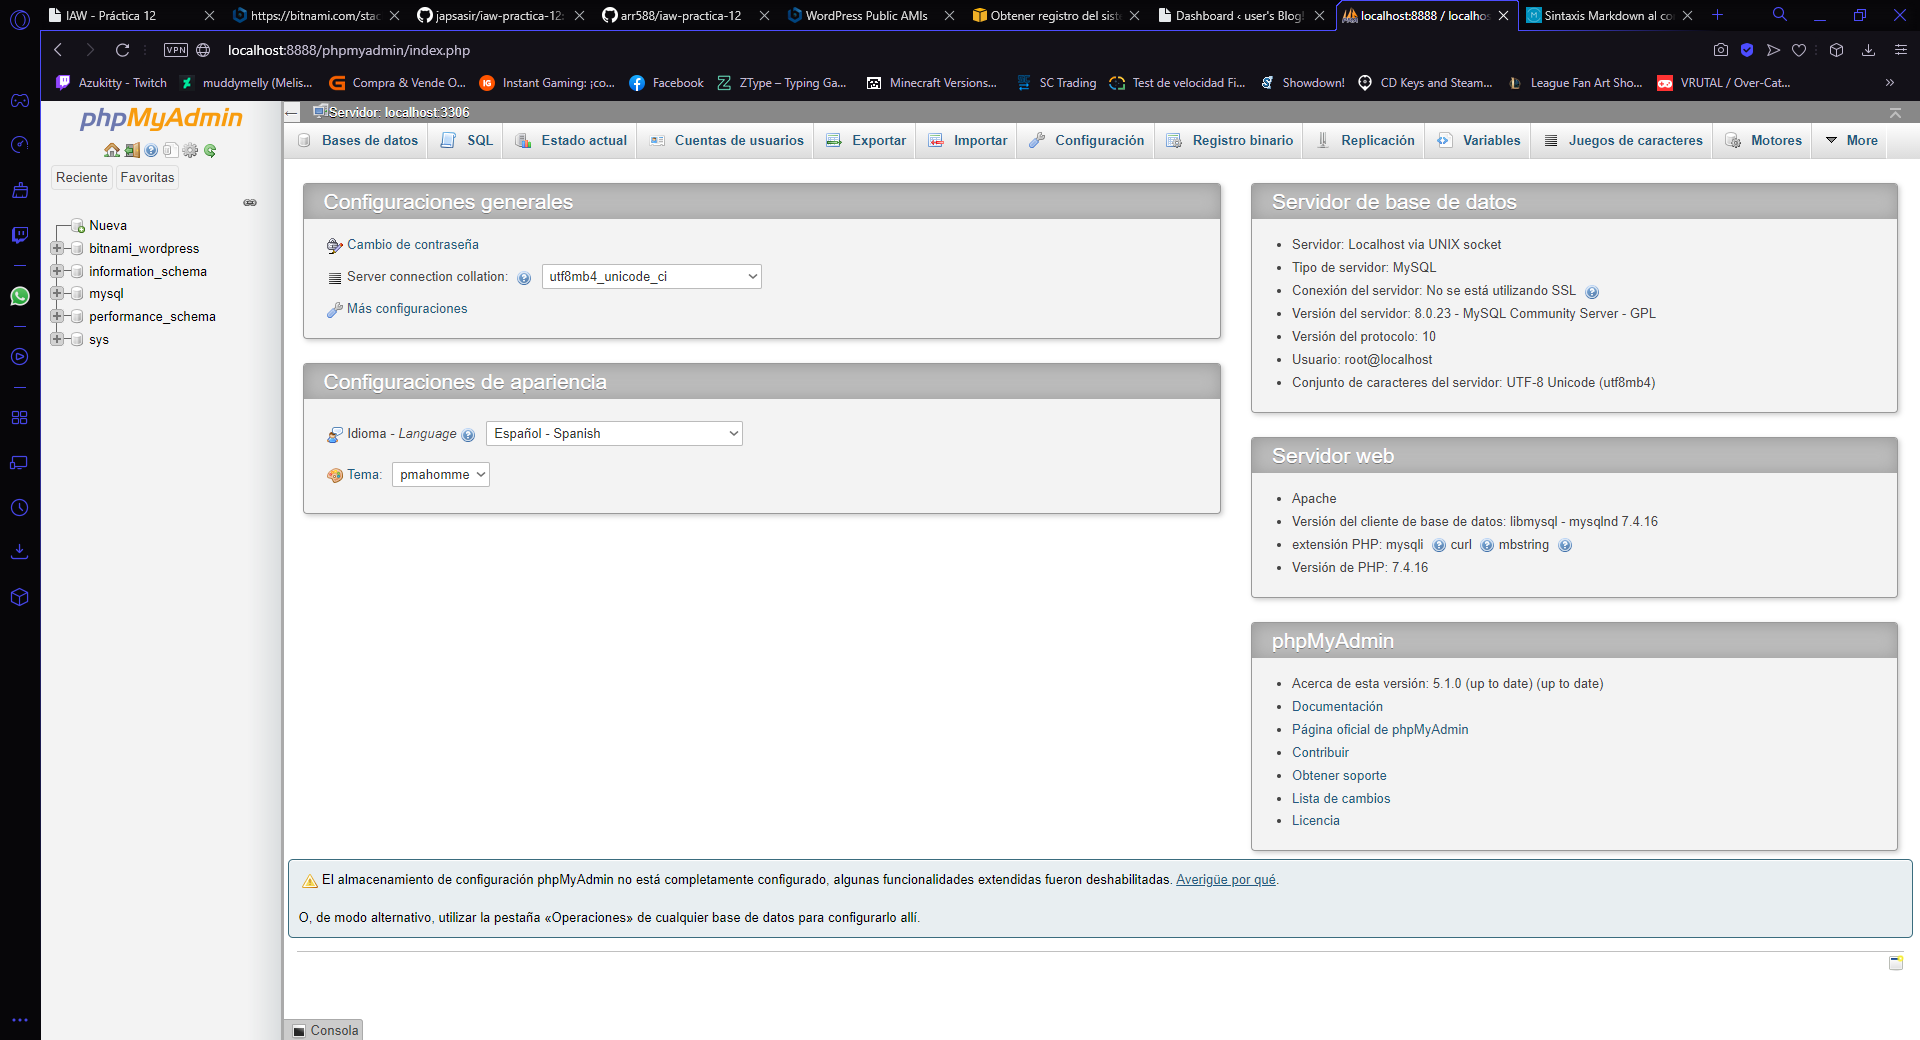 IAW - Práctica 12
https://bitnami.com/stac
japsasir/iaw-practica-12:
arr588/iaw-practica-12
WordPress Public AMIs
Obtener registro del sist
Dashboard ‹ user's Blog!
localhost:8888 / localhos
Sintaxis Markdown al co
VPN
localhost:8888/phpmyadmin/index.php
Azukitty - Twitch
muddymelly (Melis...
Compra & Vende O...
Instant Gaming: ¡co...
Facebook
ZType – Typing Ga...
Minecraft Versions...
SC Trading
Test de velocidad Fi...
Showdown!
CD Keys and Steam...
League Fan Art Sho...
VRUTAL / Over-Cat...
phpMyAdmin
Reciente
Favoritas
Nueva
bitnami_wordpress
information_schema
mysql
performance_schema
sys
Servidor: localhost:3306
Bases de datos
SQL
Estado actual
Cuentas de usuarios
Exportar
Importar
Configuración
Registro binario
Replicación
Variables
Juegos de caracteres
Motores
More
Configuraciones generales
Cambio de contraseña
Server connection collation:
utf8mb4_unicode_ci
Más configuraciones
Configuraciones de apariencia
Idioma - Language
Español - Spanish
Tema:
pmahomme
Servidor de base de datos
Servidor: Localhost via UNIX socket
Tipo de servidor: MySQL
Conexión del servidor: No se está utilizando SSL
Versión del servidor: 8.0.23 - MySQL Community Server - GPL
Versión del protocolo: 10
Usuario: root@localhost
Conjunto de caracteres del servidor: UTF-8 Unicode (utf8mb4)
Servidor web
Apache
Versión del cliente de base de datos: libmysql - mysqlnd 7.4.16
extensión PHP: mysqli curl mbstring
Versión de PHP: 7.4.16
phpMyAdmin
Acerca de esta versión: 5.1.0 (up to date) (up to date)
Documentación
Página oficial de phpMyAdmin
Contribuir
Obtener soporte
Lista de cambios
Licencia
El almacenamiento de configuración phpMyAdmin no está completamente configurado, algunas funcionalidades extendidas fueron deshabilitadas. Averigüe por qué.
O, de modo alternativo, utilizar la pestaña «Operaciones» de cualquier base de datos para configurarlo allí.
Consola